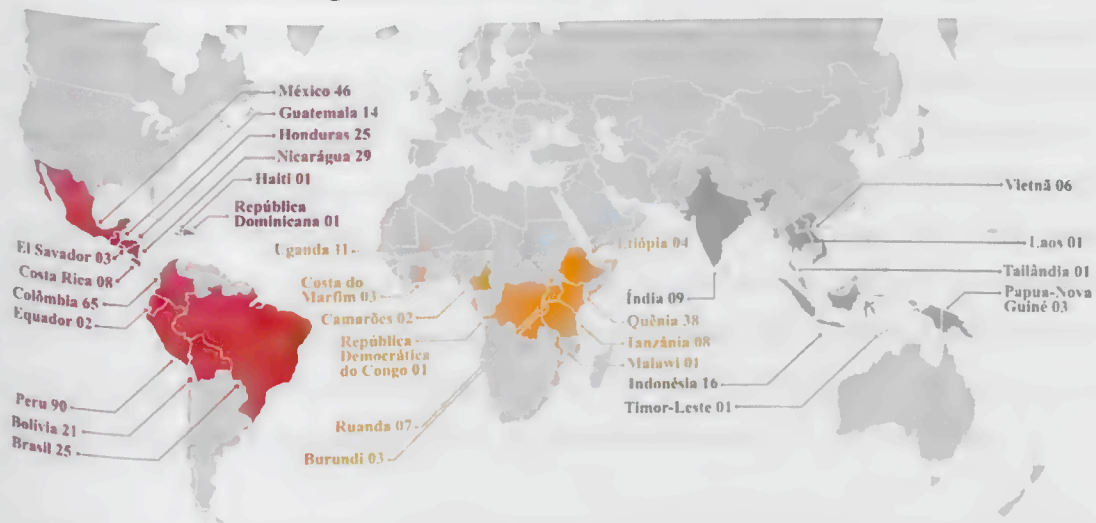 México 46
Guatemala 14
Honduras 25
Nicarágua 29
Haiti 01
República
Dominicana 01
El Savador 03
Costa Rica 08
Colômbia 65
Equador 02
Peru 90
Bolívia 21
Brasil 25
Uganda 11
Costa do
Marfim 03
Camarões 02
República
Democrática
do Congo 01
Ruanda 07
Burundi 03
Etiópia 04
Índia 09
Quênia 38
Tanzânia 08
Malawi 01
Indonésia 16
Timor-Leste 01
Vietnã 06
Laos 01
Tailândia 01
Papua-Nova
Guiné 03